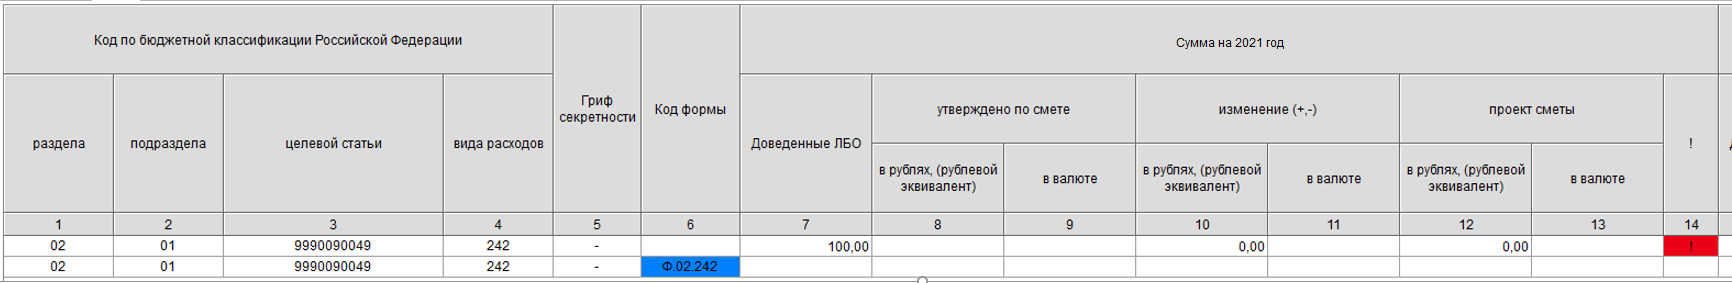 Код по бюджетной классификации Российской Федерации
Гриф секретности
Код формы
Сумма на 2021 год
раздела
подраздела
целевой статьи
вида расходов
Доведенные ЛБО
утверждено по смете
изменение (+,-)
проект сметы
!
в рублях, (рублевой эквивалент)
в валюте
в рублях, (рублевой эквивалент)
в валюте
в рублях, (рублевой эквивалент)
в валюте
1 2 3 4 5 6 7 8 9 10 11 12 13 14
02 01 9990090049 242 - 100,00 0,00 0,00 !
02 01 9990090049 242 - Ф.02.242